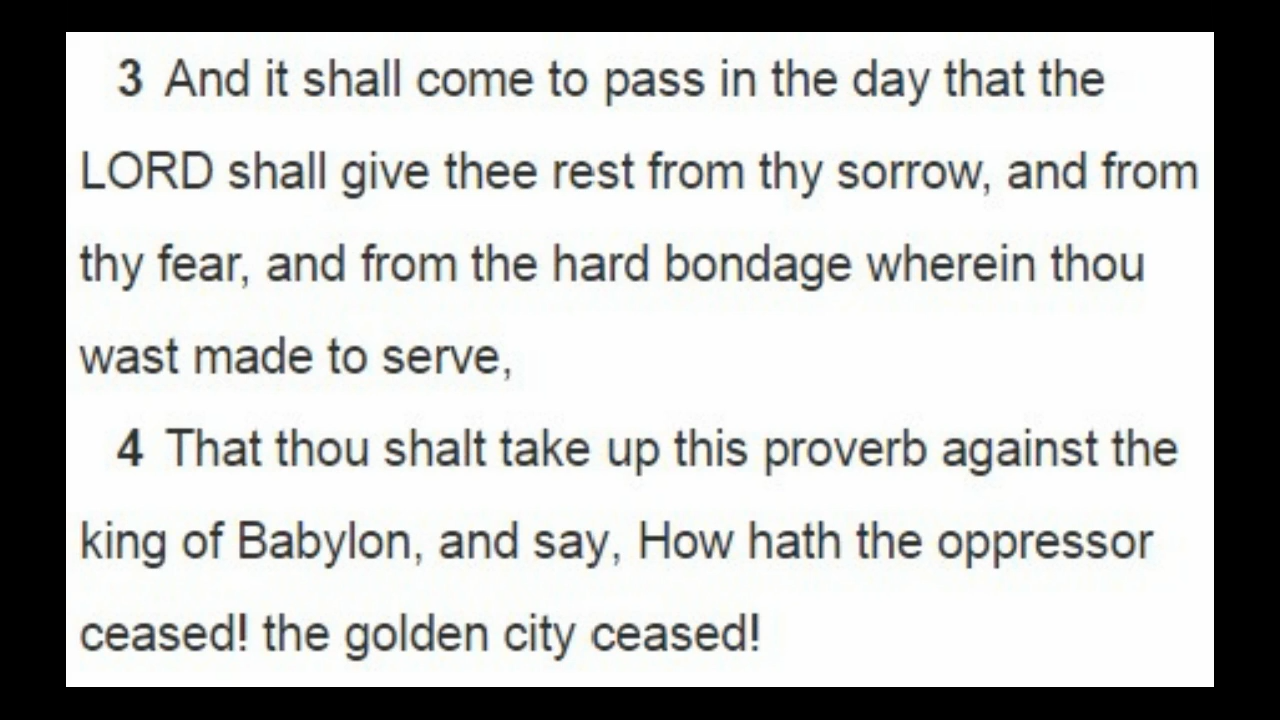 3 And it shall come to pass in the day that the
LORD shall give thee rest from thy sorrow, and from
thy fear, and from the hard bondage wherein thou
wast made to serve,
4 That thou shalt take up this proverb against the
king of Babylon, and say, How hath the oppressor
ceased! the golden city ceased!